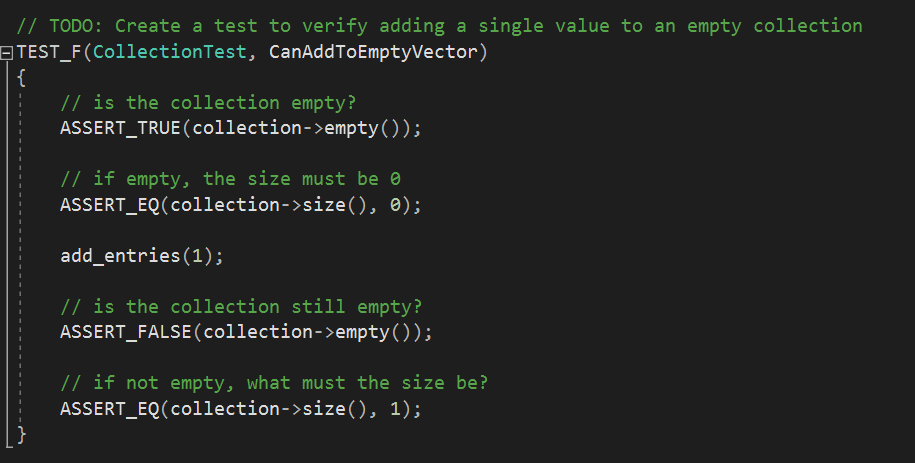 // TODO: Create a test to verify adding a single value to an empty collection
TEST_F(CollectionTest, CanAddToEmptyVector)
{
// is the collection empty?
ASSERT_TRUE(collection->empty());
// if empty, the size must be 0
ASSERT_EQ(collection->size(), 0);
add_entries(1);
// is the collection still empty?
ASSERT_FALSE(collection->empty());
// if not empty, what must the size be?
ASSERT_EQ(collection->size(), 1);
}